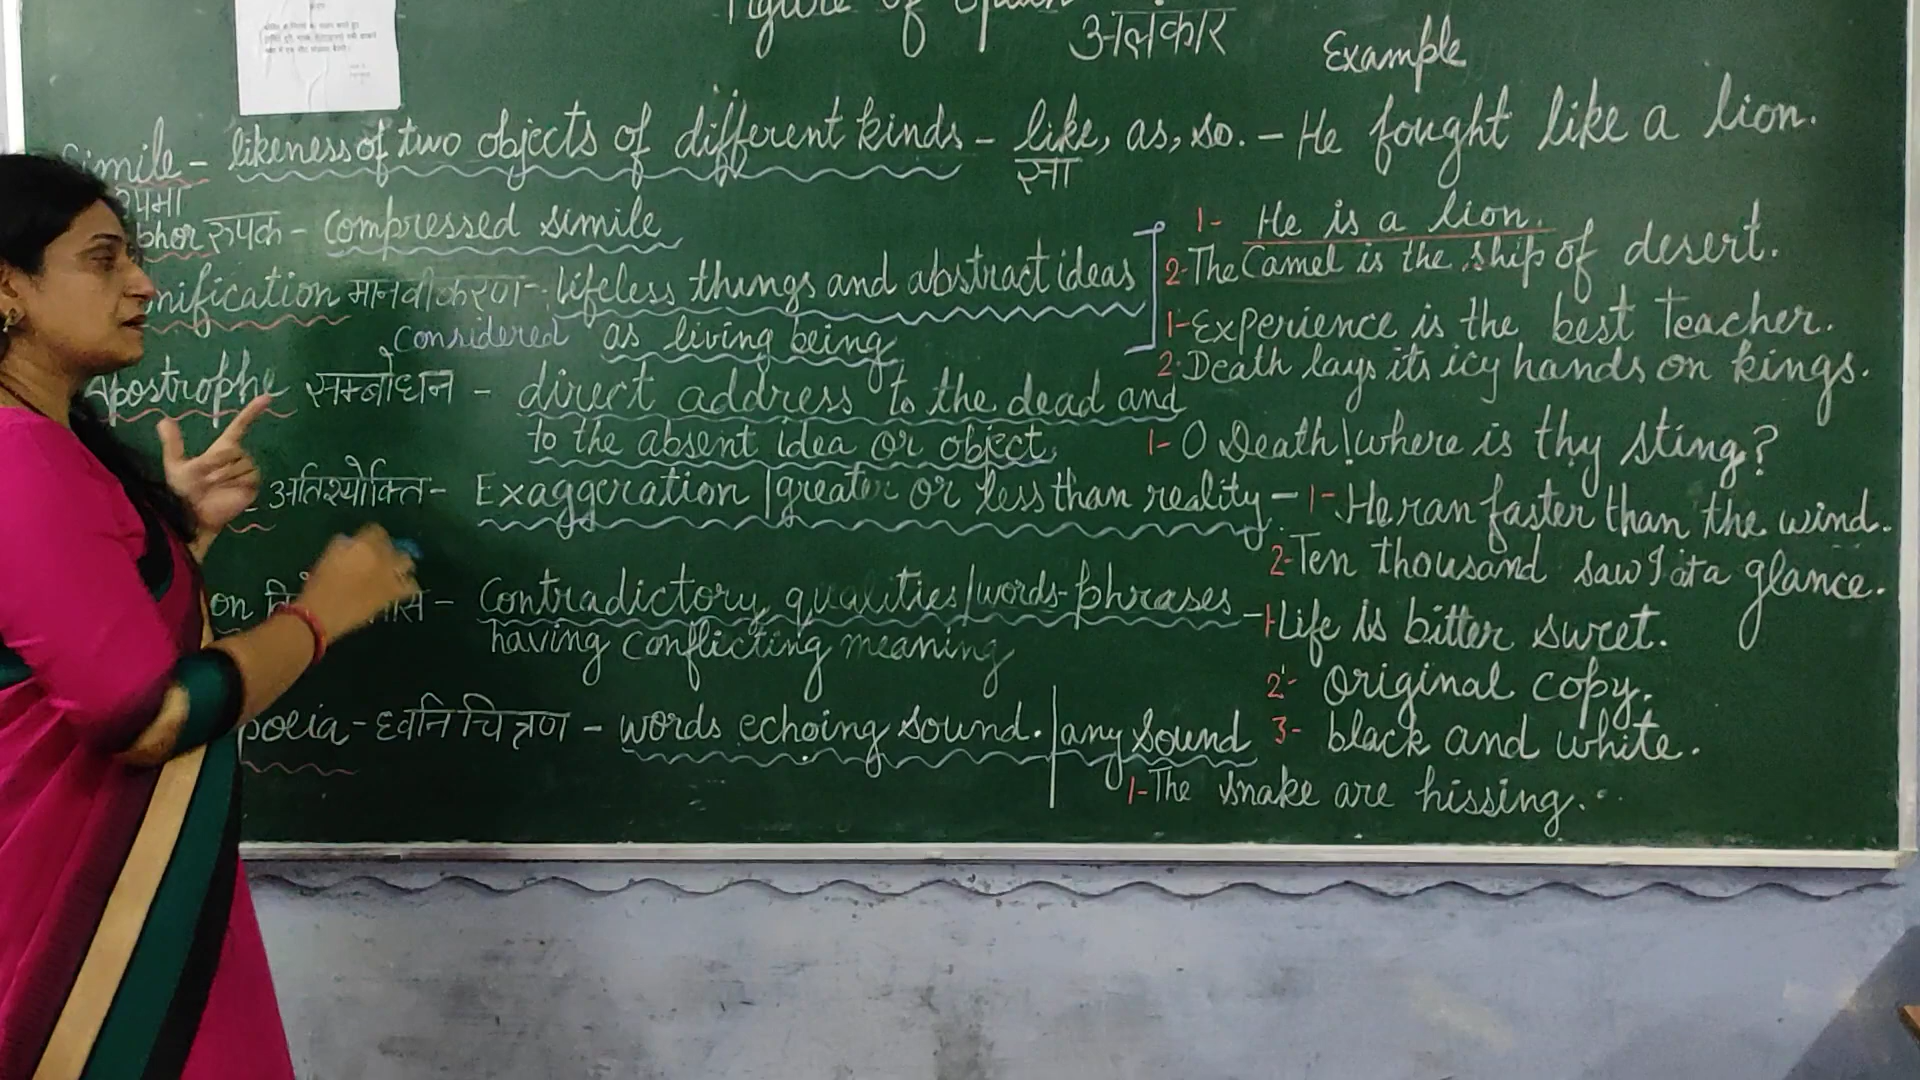 Figure of Speech
अलंकार
Example
Simile - likeness of two objects of different kinds - like, as, so. - He fought like a lion.
उपमा
सा
phor रूपक - compressed simile
1- He is a lion.
2- The Camel is the ship of desert.
nification मानवीकरण - lifeless things and abstract ideas
considered as living being
1- Experience is the best Teacher.
2- Death lays its icy hands on kings.
Apostrophe सम्बोधन - direct address to the dead and
to the absent idea or object
1- O Death! where is thy sting?
अतिश्योक्ति - Exaggeration | greater or less than reality - 1- He ran faster than the wind.
2- Ten thousand saw I at a glance.
on - Contradictory qualities/words-phrases - 1- Life is bitter sweet.
having conflicting meaning
2- Original copy.
3- black and white.
poeia - ध्वनि चित्रण - words echoing sound. | any sound
1- The snake are hissing.